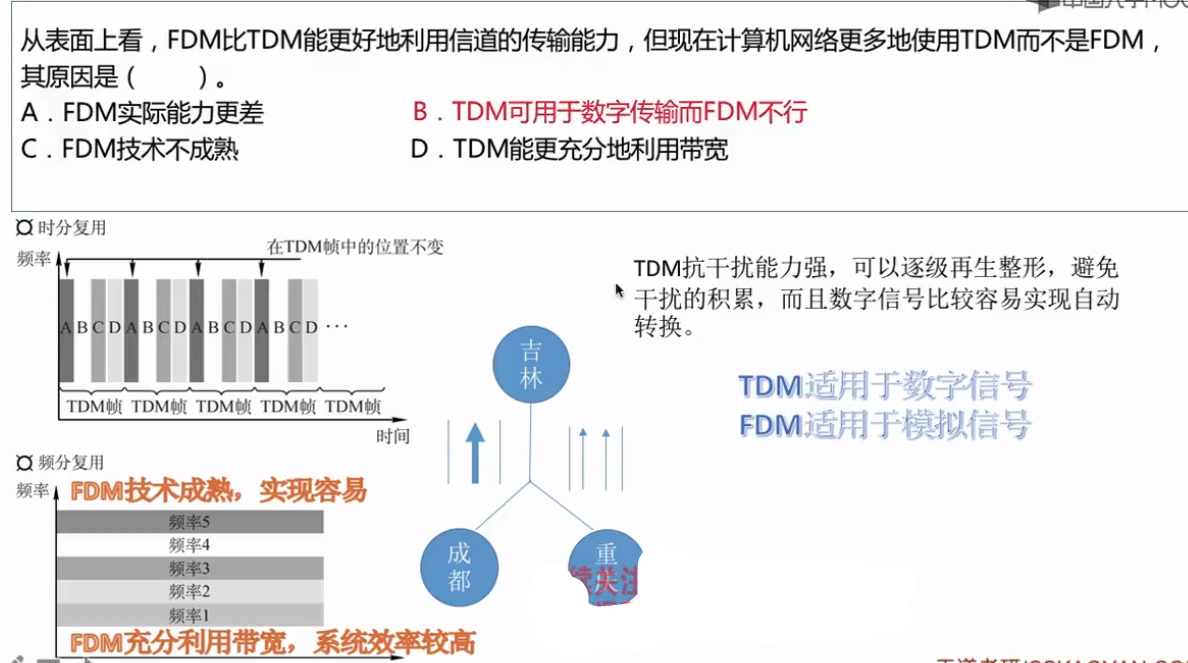 从表面上看，FDM比TDM能更好地利用信道的传输能力，但现在计算机网络更多地使用TDM而不是FDM，
其原因是（　　）。
A．FDM实际能力更差
B．TDM可用于数字传输而FDM不行
C．FDM技术不成熟
D．TDM能更充分地利用带宽
时分复用
频率
在TDM帧中的位置不变
A B C D A B C D A B C D A B C D ···
TDM帧 TDM帧 TDM帧 TDM帧 TDM帧
时间
频分复用
频率
FDM技术成熟，实现容易
频率5
频率4
频率3
频率2
频率1
FDM充分利用带宽，系统效率较高
吉
林
成
都
重
TDM抗干扰能力强，可以逐级再生整形，避免
干扰的积累，而且数字信号比较容易实现自动
转换。
TDM适用于数字信号
FDM适用于模拟信号